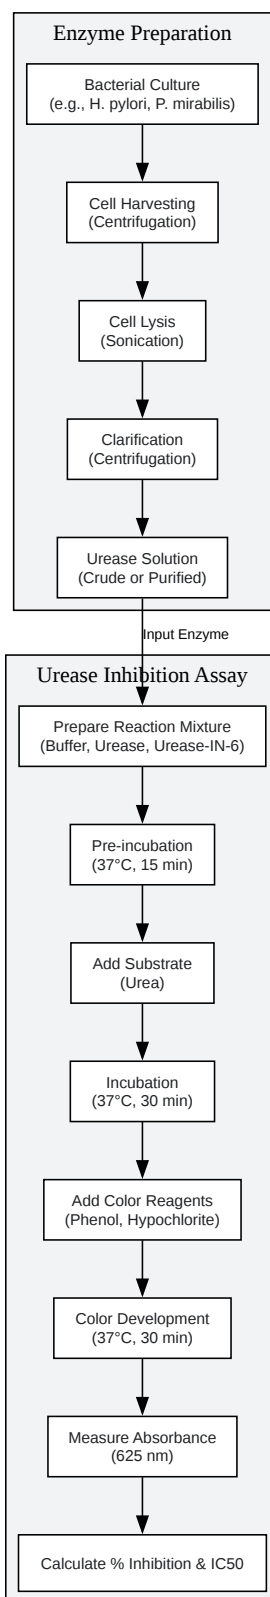 Enzyme Preparation
Bacterial Culture
(e.g., H. pylori, P. mirabilis)
Cell Harvesting
(Centrifugation)
Cell Lysis
(Sonication)
Clarification
(Centrifugation)
Urease Solution
(Crude or Purified)
Input Enzyme
Urease Inhibition Assay
Prepare Reaction Mixture
(Buffer, Urease, Urease-IN-6)
Pre-incubation
(37°C, 15 min)
Add Substrate
(Urea)
Incubation
(37°C, 30 min)
Add Color Reagents
(Phenol, Hypochlorite)
Color Development
(37°C, 30 min)
Measure Absorbance
(625 nm)
Calculate % Inhibition & IC50